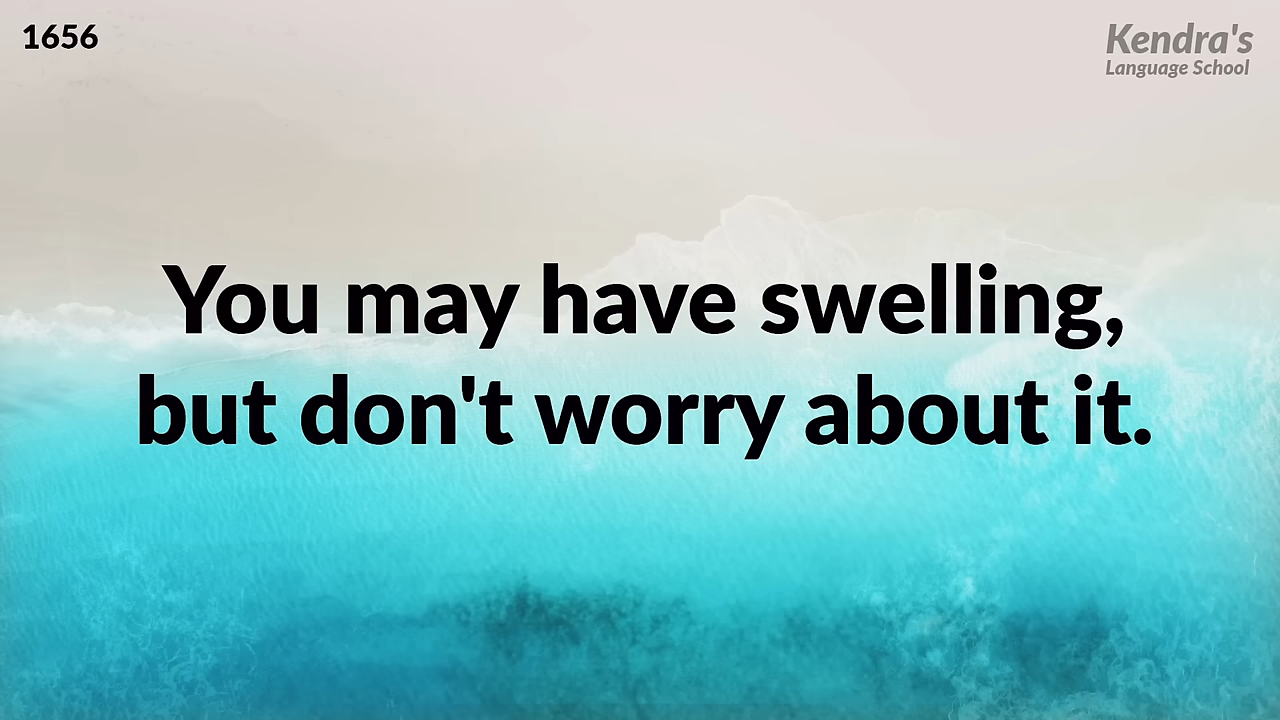 1656
Kendra's
Language School
You may have swelling,
but don't worry about it.